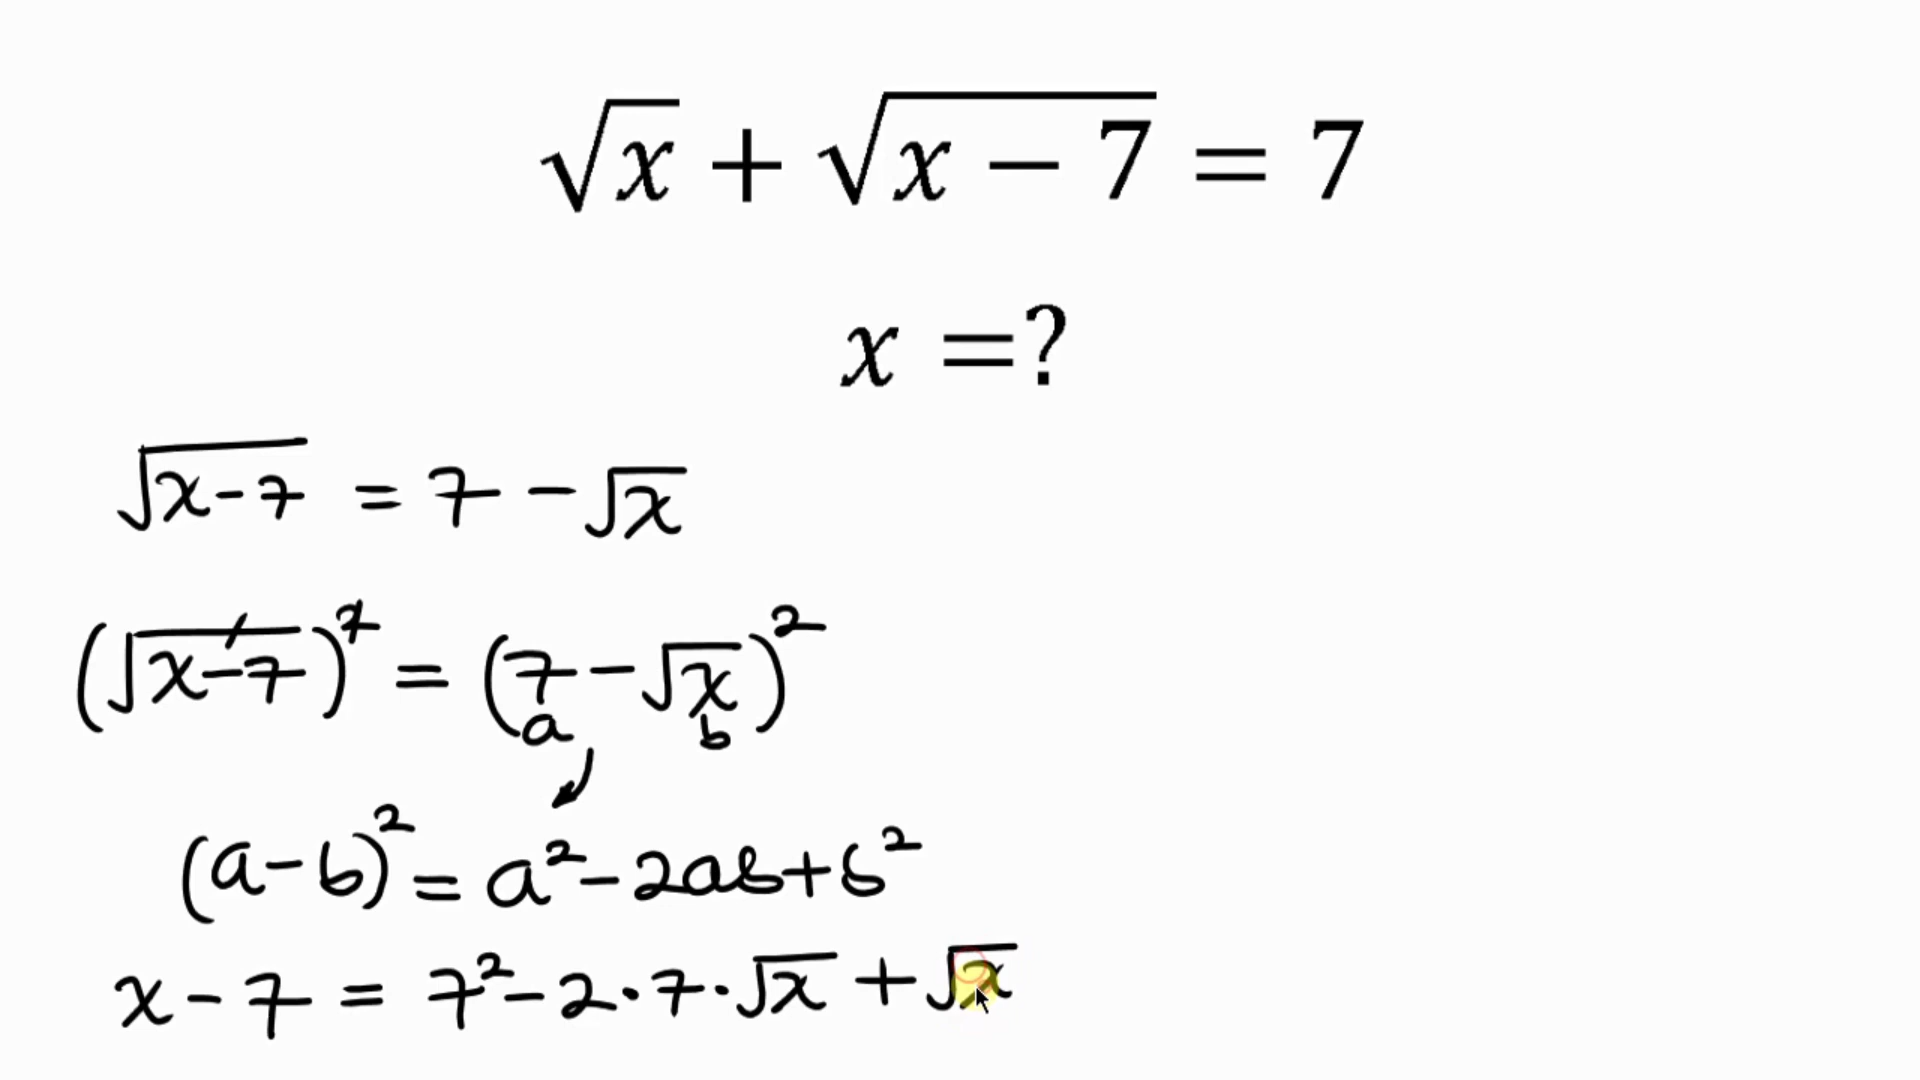 √x + √(x − 7) = 7
x =?
√(x-7) = 7 - √x
(√(x-7))² = (7 - √x)²
a b
(a-b)² = a² - 2ab + b²
x - 7 = 7² - 2·7·√x + √x